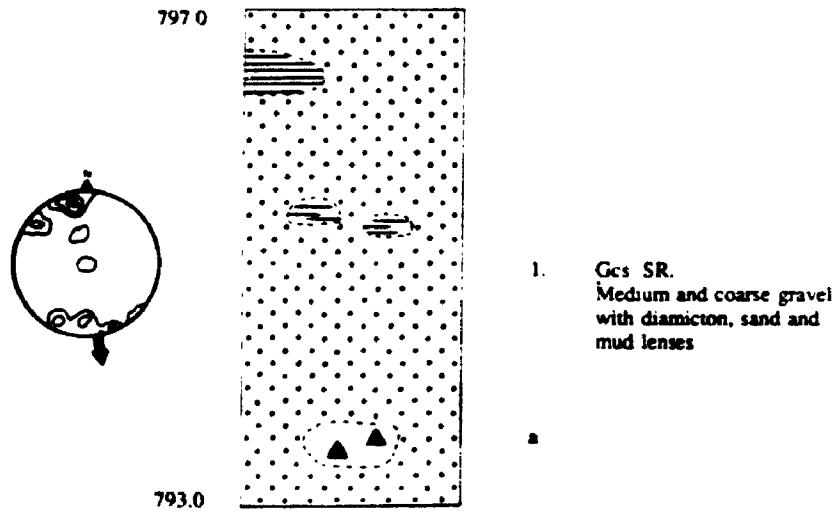 797 0
N
1. Gcs SR.
Medium and coarse gravel
with diamicton, sand and
mud lenses
a
793.0